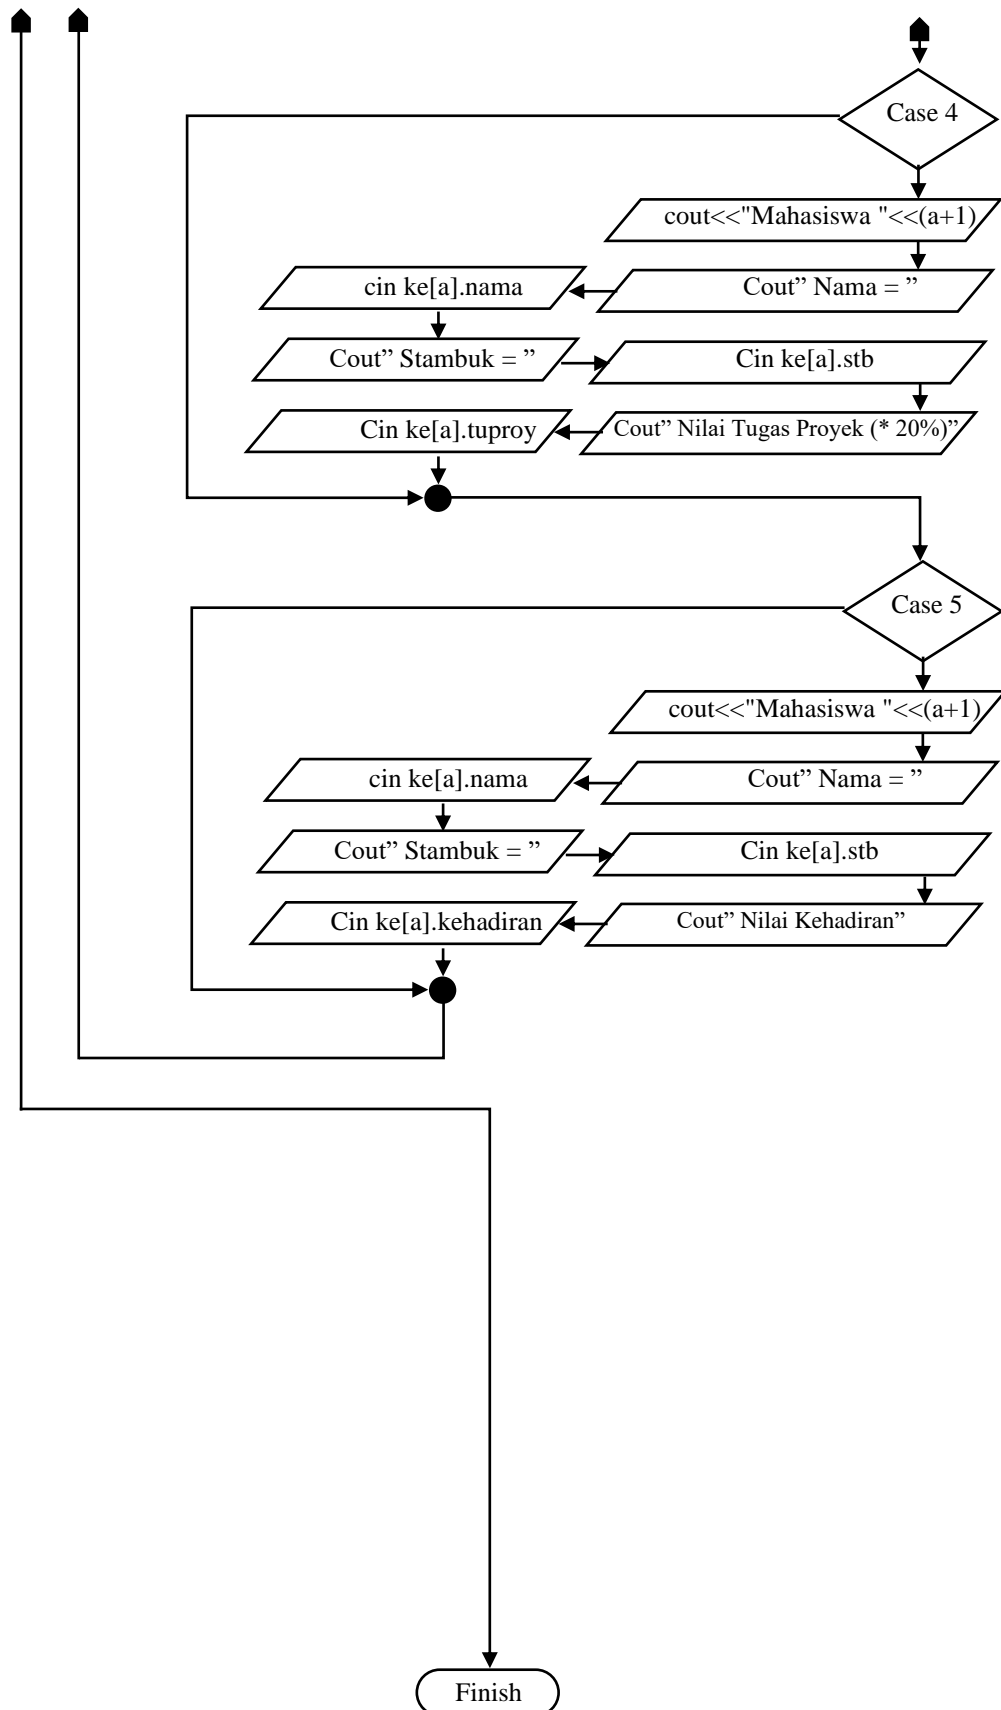 Case 4
cout<<"Mahasiswa "<<(a+1)
Cout” Nama = ”
cin ke[a].nama
Cout” Stambuk = ”
Cin ke[a].stb
Cout” Nilai Tugas Proyek (* 20%)”
Cin ke[a].tuproy
Case 5
cout<<"Mahasiswa "<<(a+1)
Cout” Nama = ”
cin ke[a].nama
Cout” Stambuk = ”
Cin ke[a].stb
Cout” Nilai Kehadiran”
Cin ke[a].kehadiran
Finish